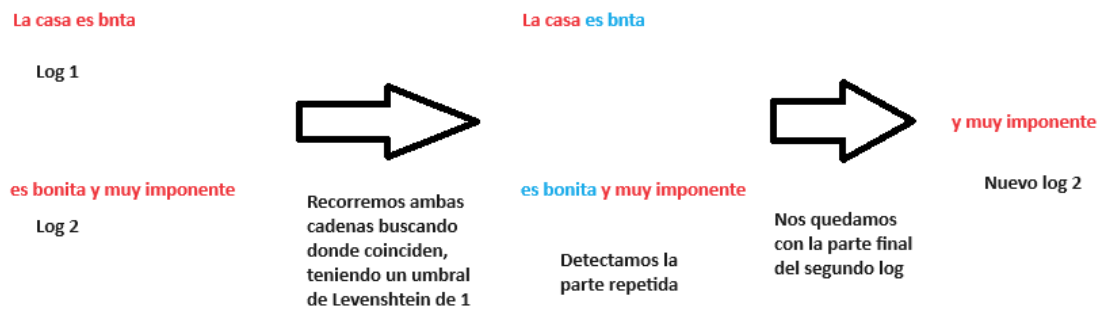 La casa es bnta
Log 1
es bonita y muy imponente
Log 2
Recorremos ambas
cadenas buscando
donde coinciden,
teniendo un umbral
de Levenshtein de 1
La casa es bnta
es bonita y muy imponente
Detectamos la
parte repetida
Nos quedamos
con la parte final
del segundo log
y muy imponente
Nuevo log 2